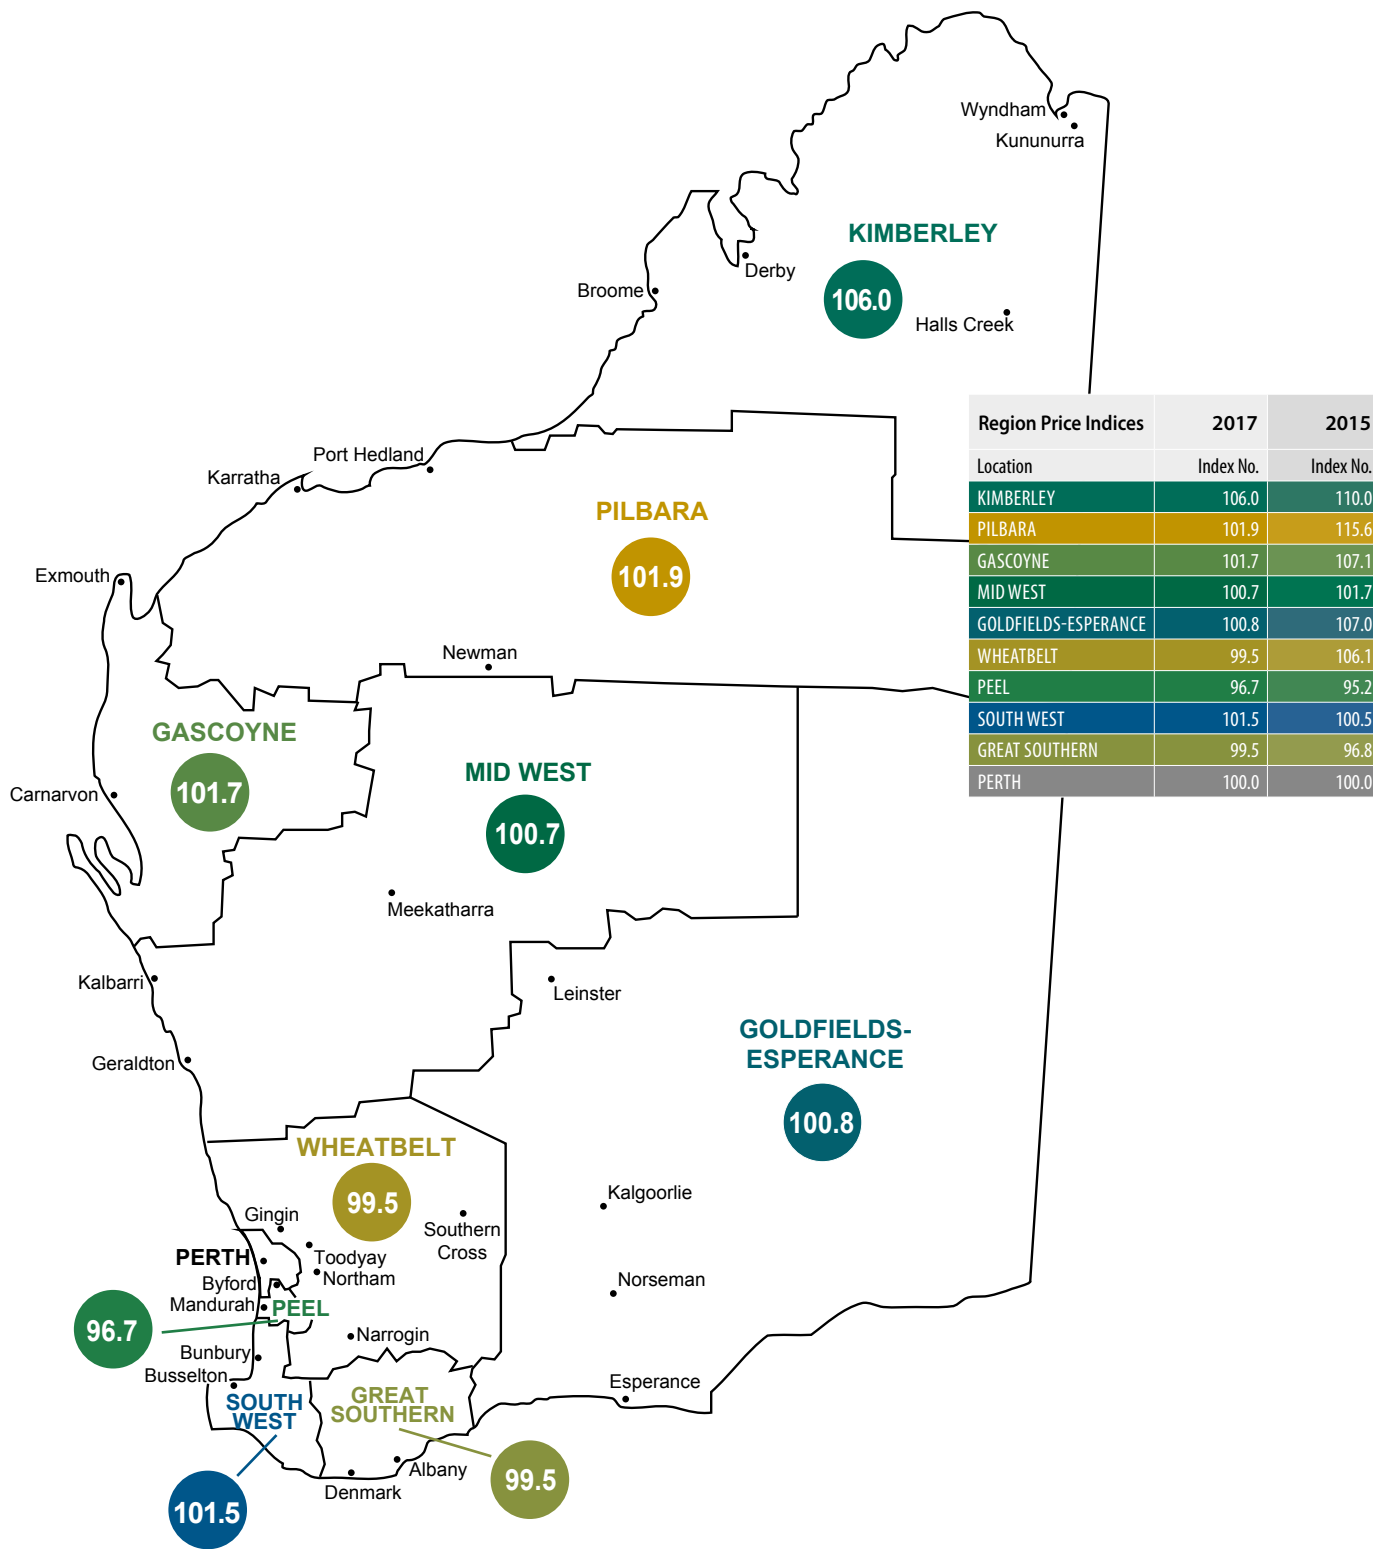 Wyndham
Kununurra
KIMBERLEY
Derby
Broome
106.0
Halls Creek
Region Price Indices 2017 2015
Location Index No. Index No.
KIMBERLEY 106.0 110.0
PILBARA 101.9 115.6
GASCOYNE 101.7 107.1
MID WEST 100.7 101.7
GOLDFIELDS-ESPERANCE 100.8 107.0
WHEATBELT 99.5 106.1
PEEL 96.7 95.2
SOUTH WEST 101.5 100.5
GREAT SOUTHERN 99.5 96.8
PERTH 100.0 100.0
Port Hedland
Karratha
PILBARA
101.9
Exmouth
Newman
GASCOYNE
101.7
Carnarvon
MID WEST
100.7
Meekatharra
Kalbarri
Leinster
GOLDFIELDS-
ESPERANCE
100.8
Geraldton
WHEATBELT
99.5
Kalgoorlie
Gingin
Southern
Cross
PERTH
Toodyay
Northam
Byford
Mandurah
PEEL
96.7
Norseman
Narrogin
Bunbury
Busselton
Esperance
SOUTH
WEST
101.5
GREAT
SOUTHERN
99.5
Albany
Denmark